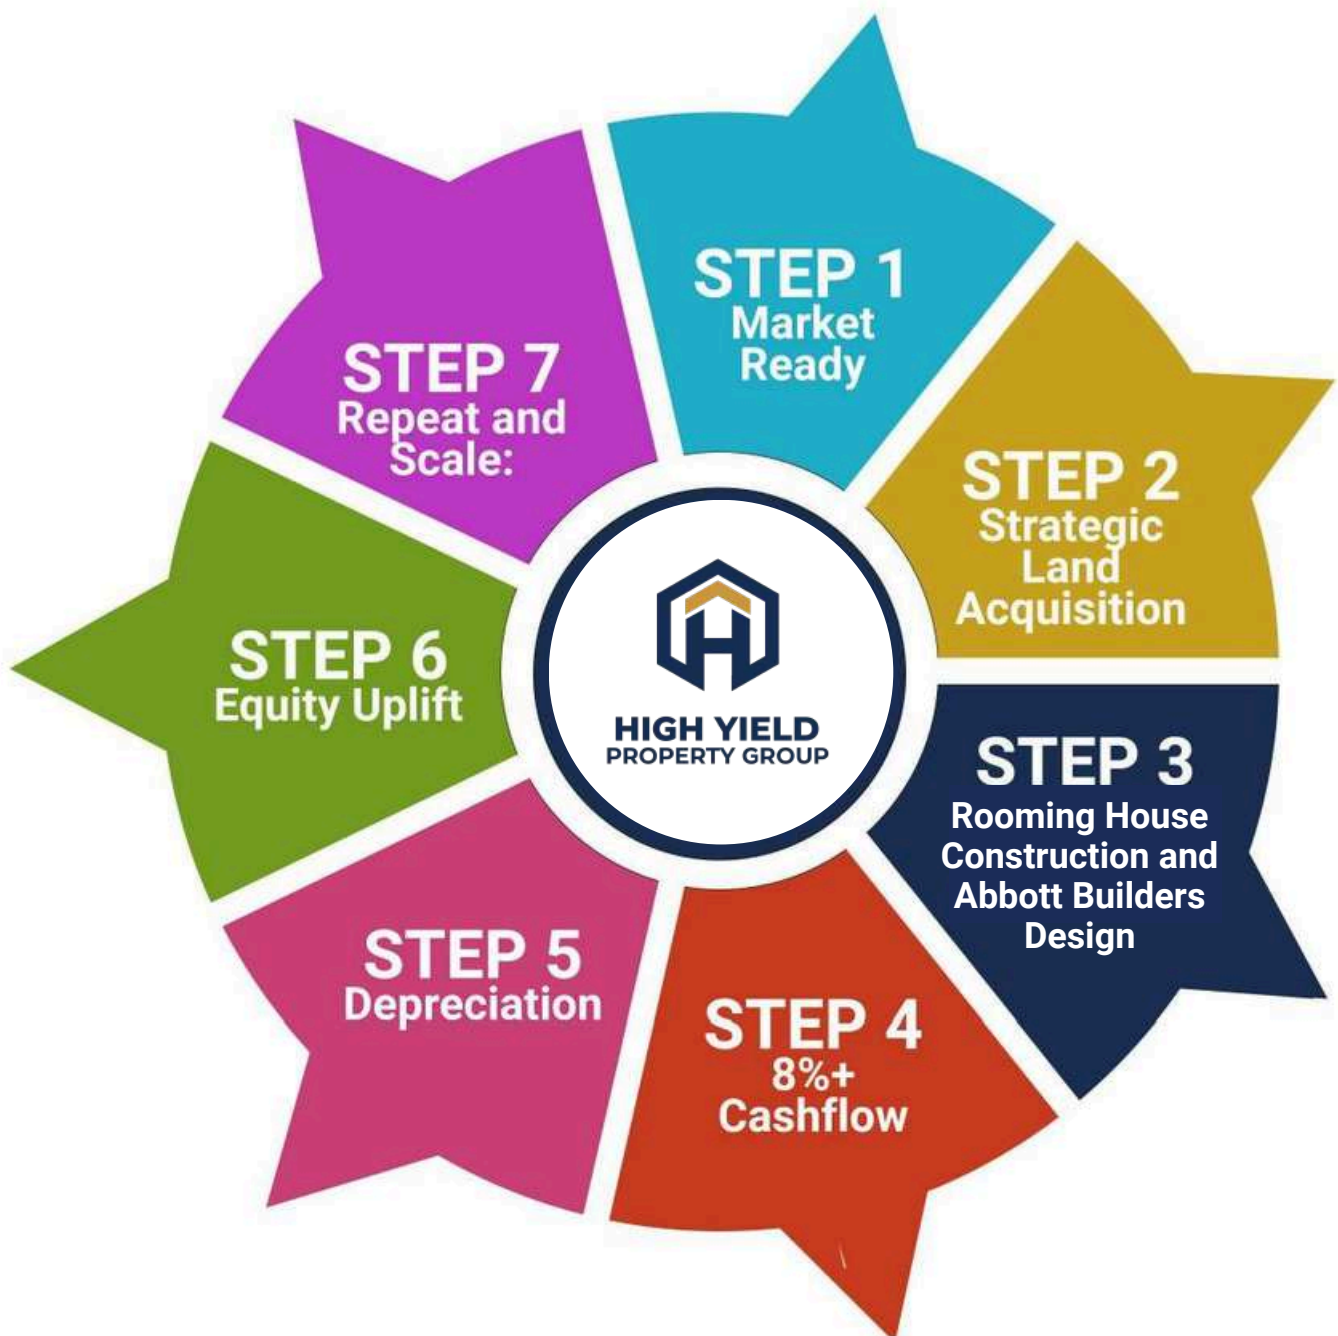 STEP 1
Market
Ready
STEP 2
Strategic
Land
Acquisition
STEP 3
Rooming House
Construction and
Abbott Builders
Design
STEP 4
8%+
Cashflow
STEP 5
Depreciation
STEP 6
Equity Uplift
STEP 7
Repeat and
Scale:
HIGH YIELD
PROPERTY GROUP